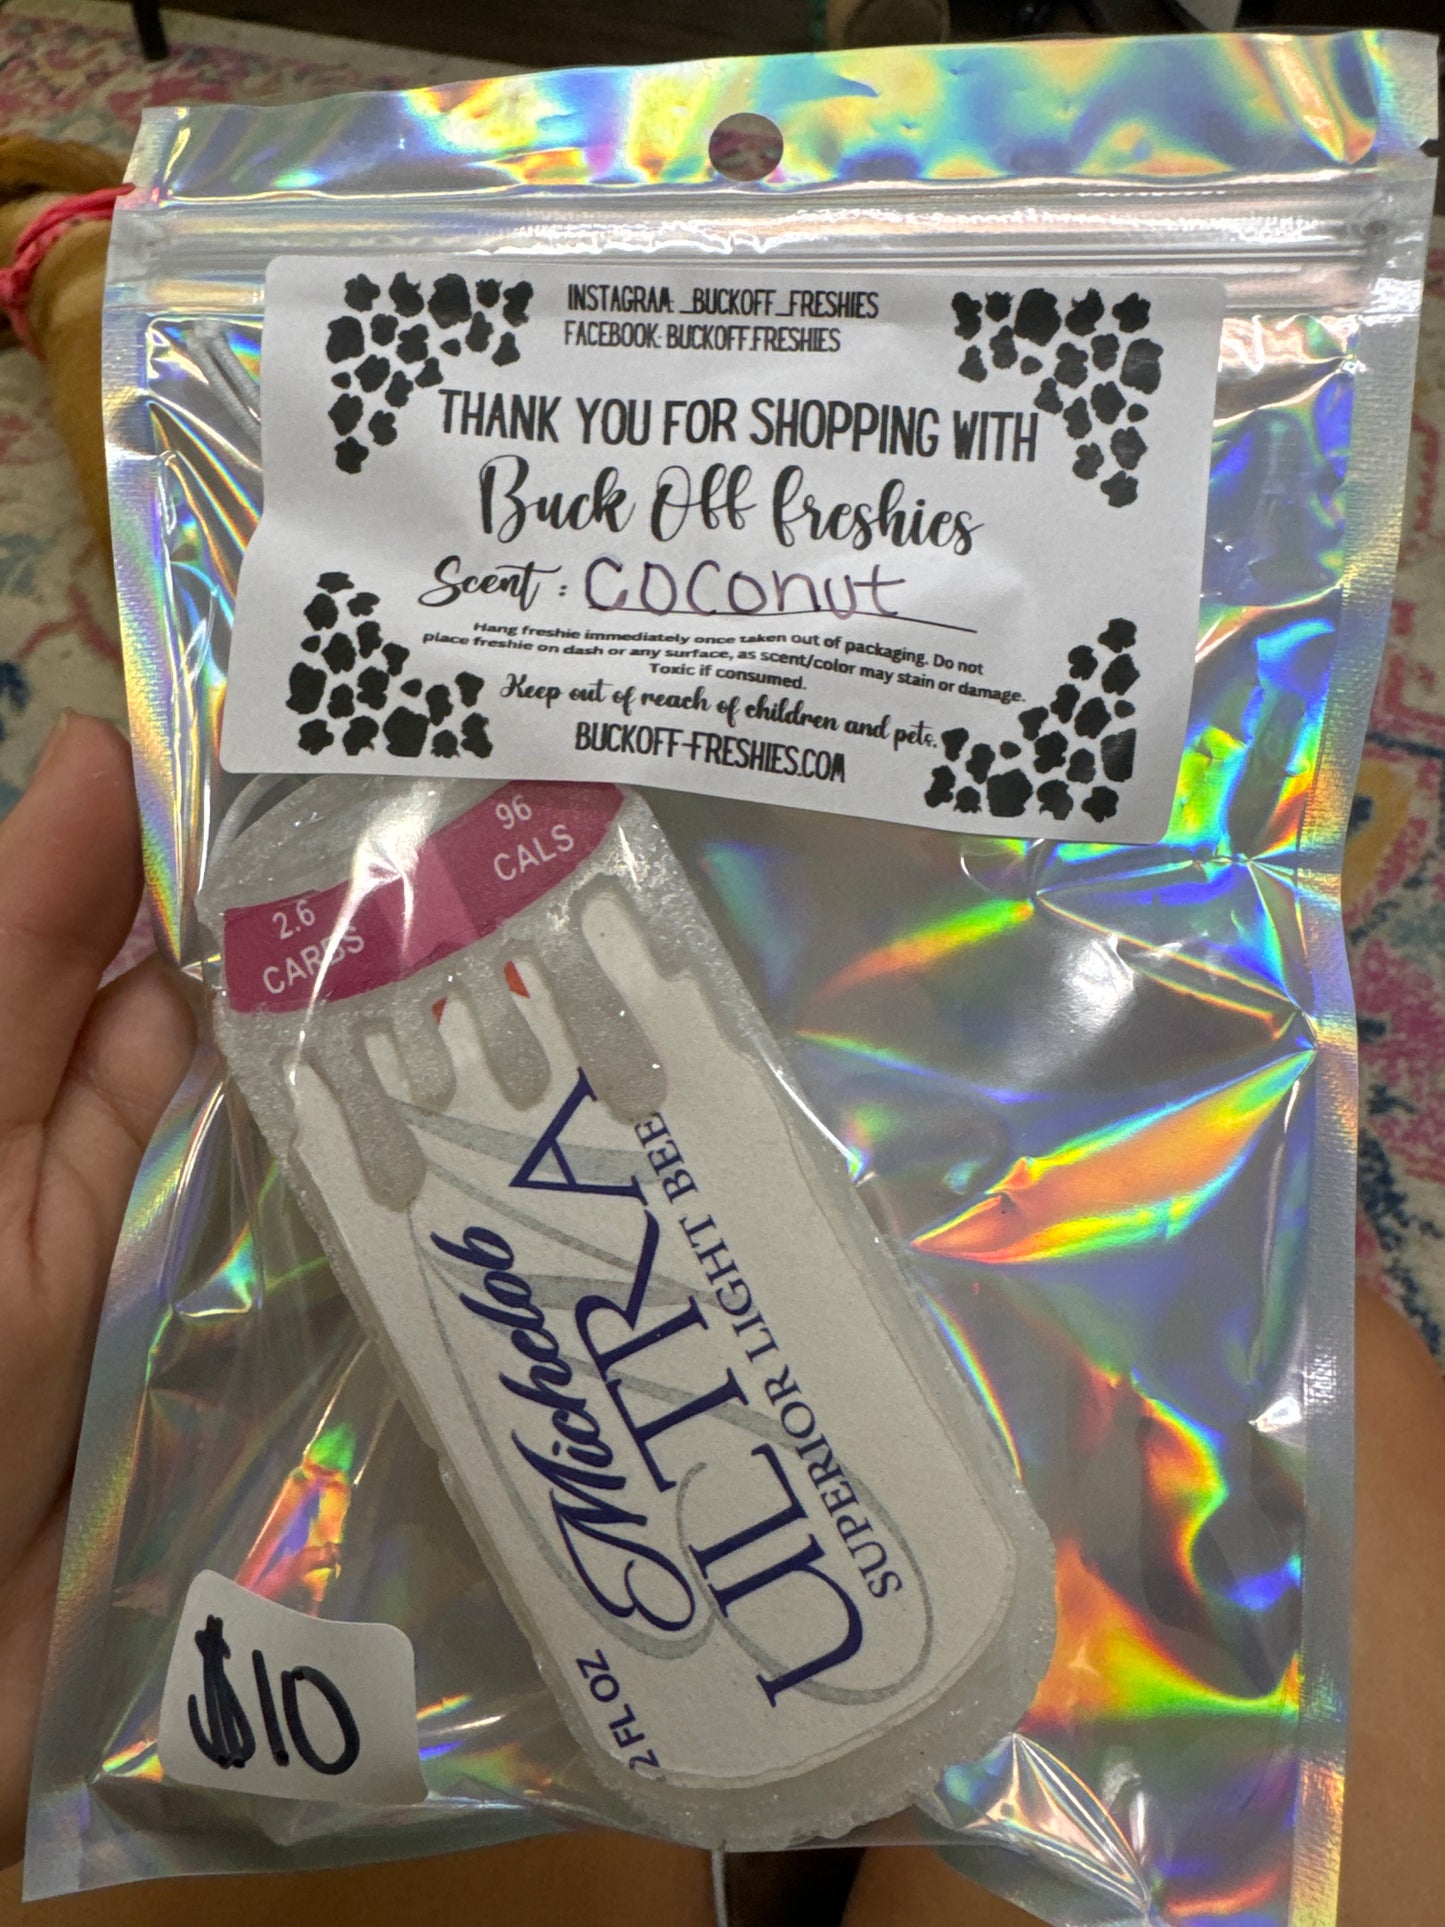 INSTAGRAM: _BUCKOFF_FRESHIES
FACEBOOK: BUCKOFF.FRESHIES
THANK YOU FOR SHOPPING WITH
Buck Off freshies
Scent: coconut
Hang freshie immediately once taken out of packaging. Do not
place freshie on dash or any surface, as scent/color may stain or damage.
Toxic if consumed.
Keep out of reach of children and pets.
BUCKOFF-FRESHIES.COM
96
CALS
2.6
CARBS
Michelob
ULTRA
SUPERIOR LIGHT BEE
2 FL OZ
$10